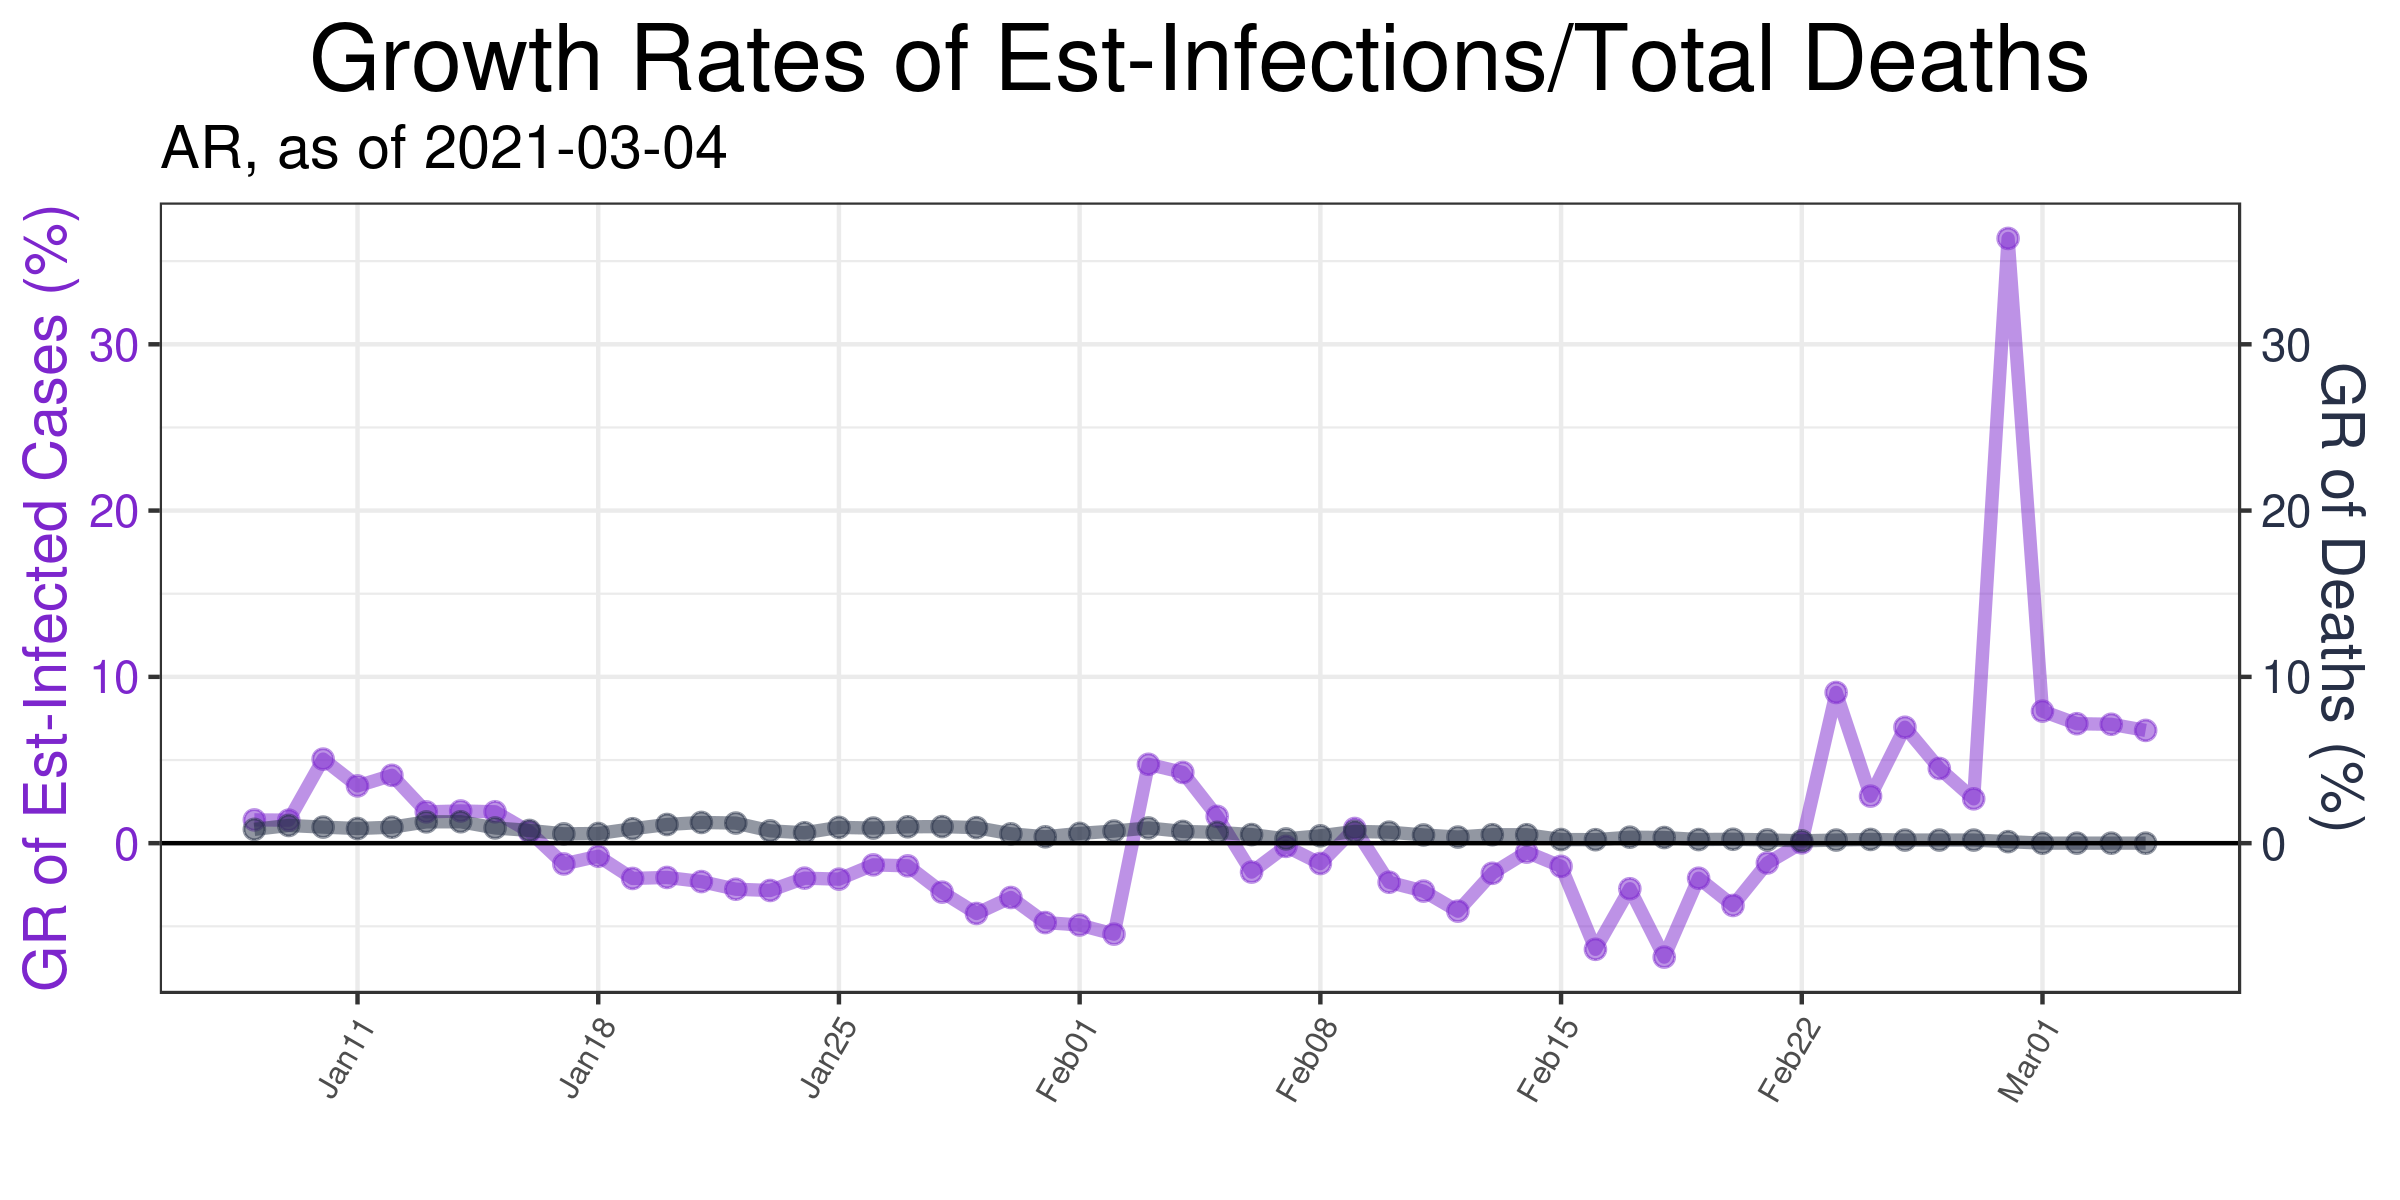 Growth Rates of Est-Infections/Total Deaths
AR, as of 2021-03-04
GR of Est-Infected Cases (%)
30
20
10
0
30
20
10
0
GR of Deaths (%)
Jan11
Jan18
Jan25
Feb01
Feb08
Feb15
Feb22
Mar01